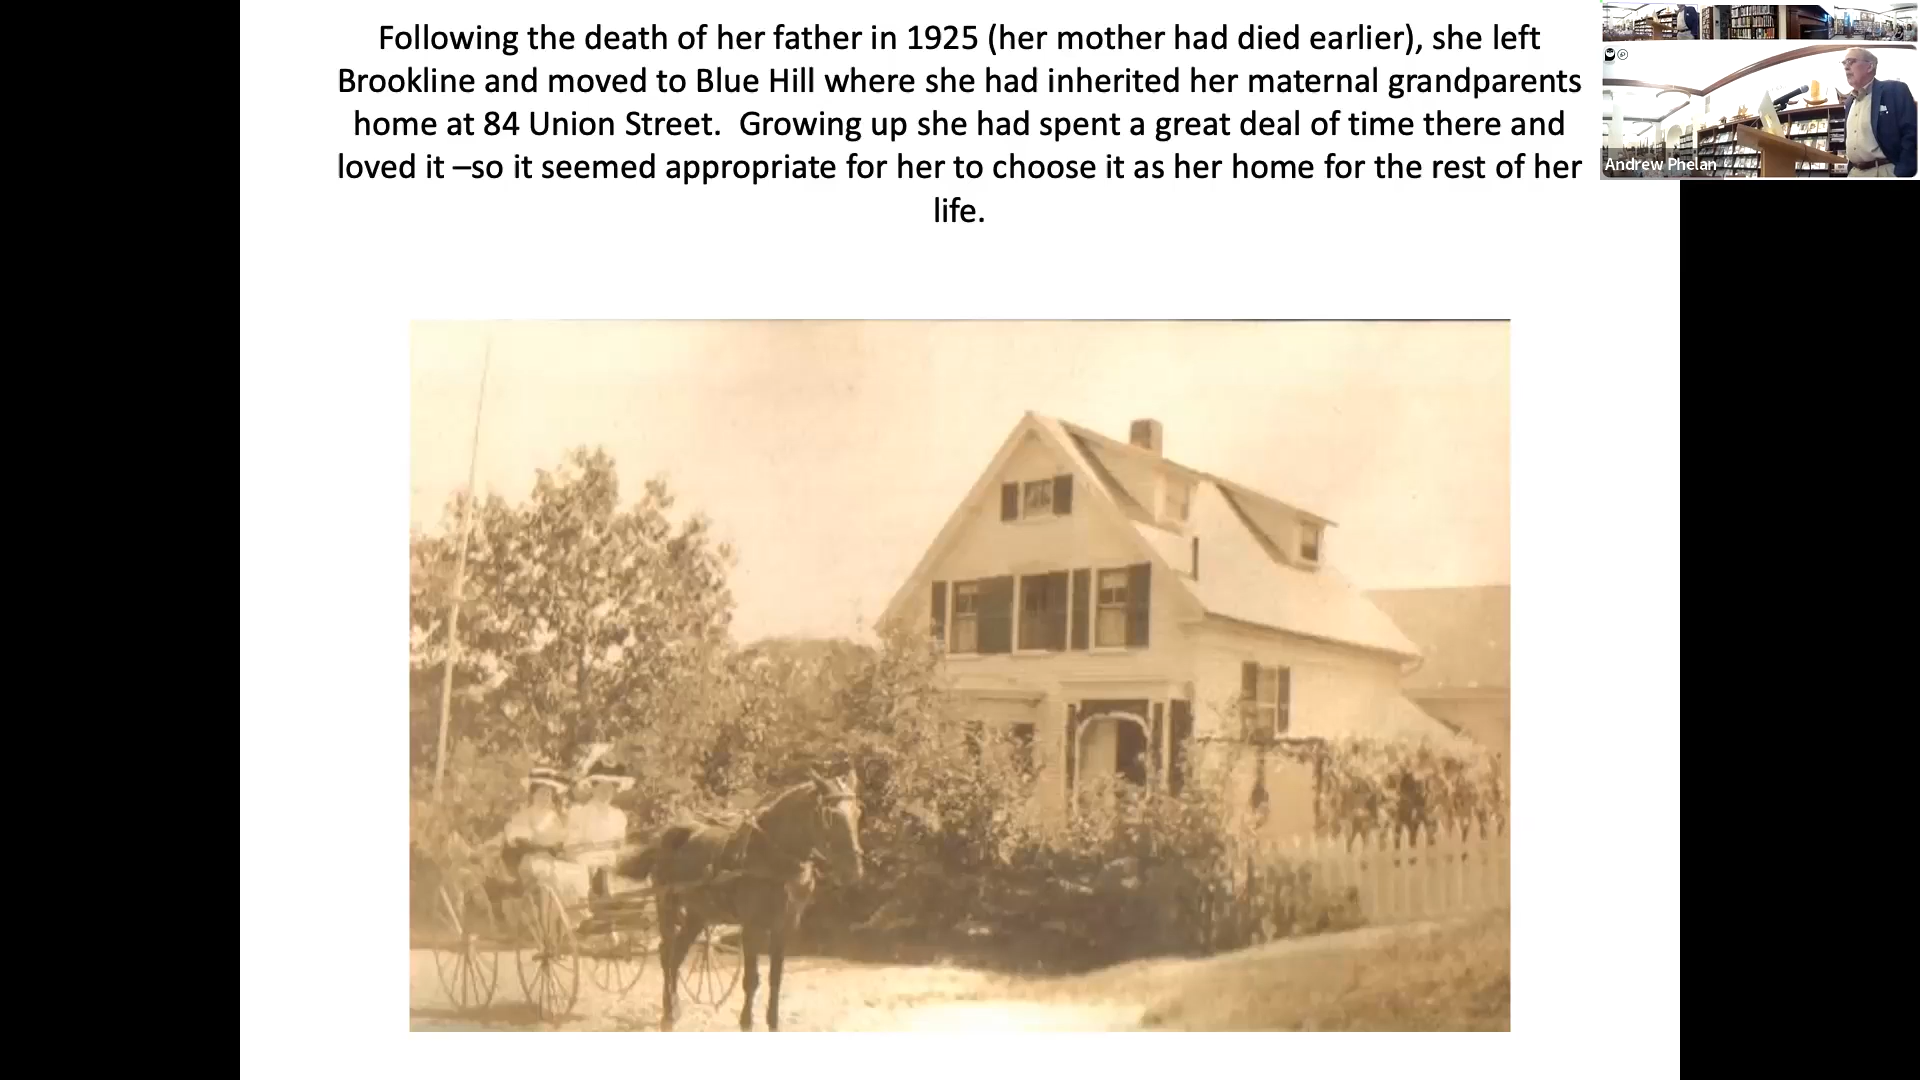 Following the death of her father in 1925 (her mother had died earlier), she left
Brookline and moved to Blue Hill where she had inherited her maternal grandparents
home at 84 Union Street.  Growing up she had spent a great deal of time there and
loved it –so it seemed appropriate for her to choose it as her home for the rest of her
life.
Andrew Phelan